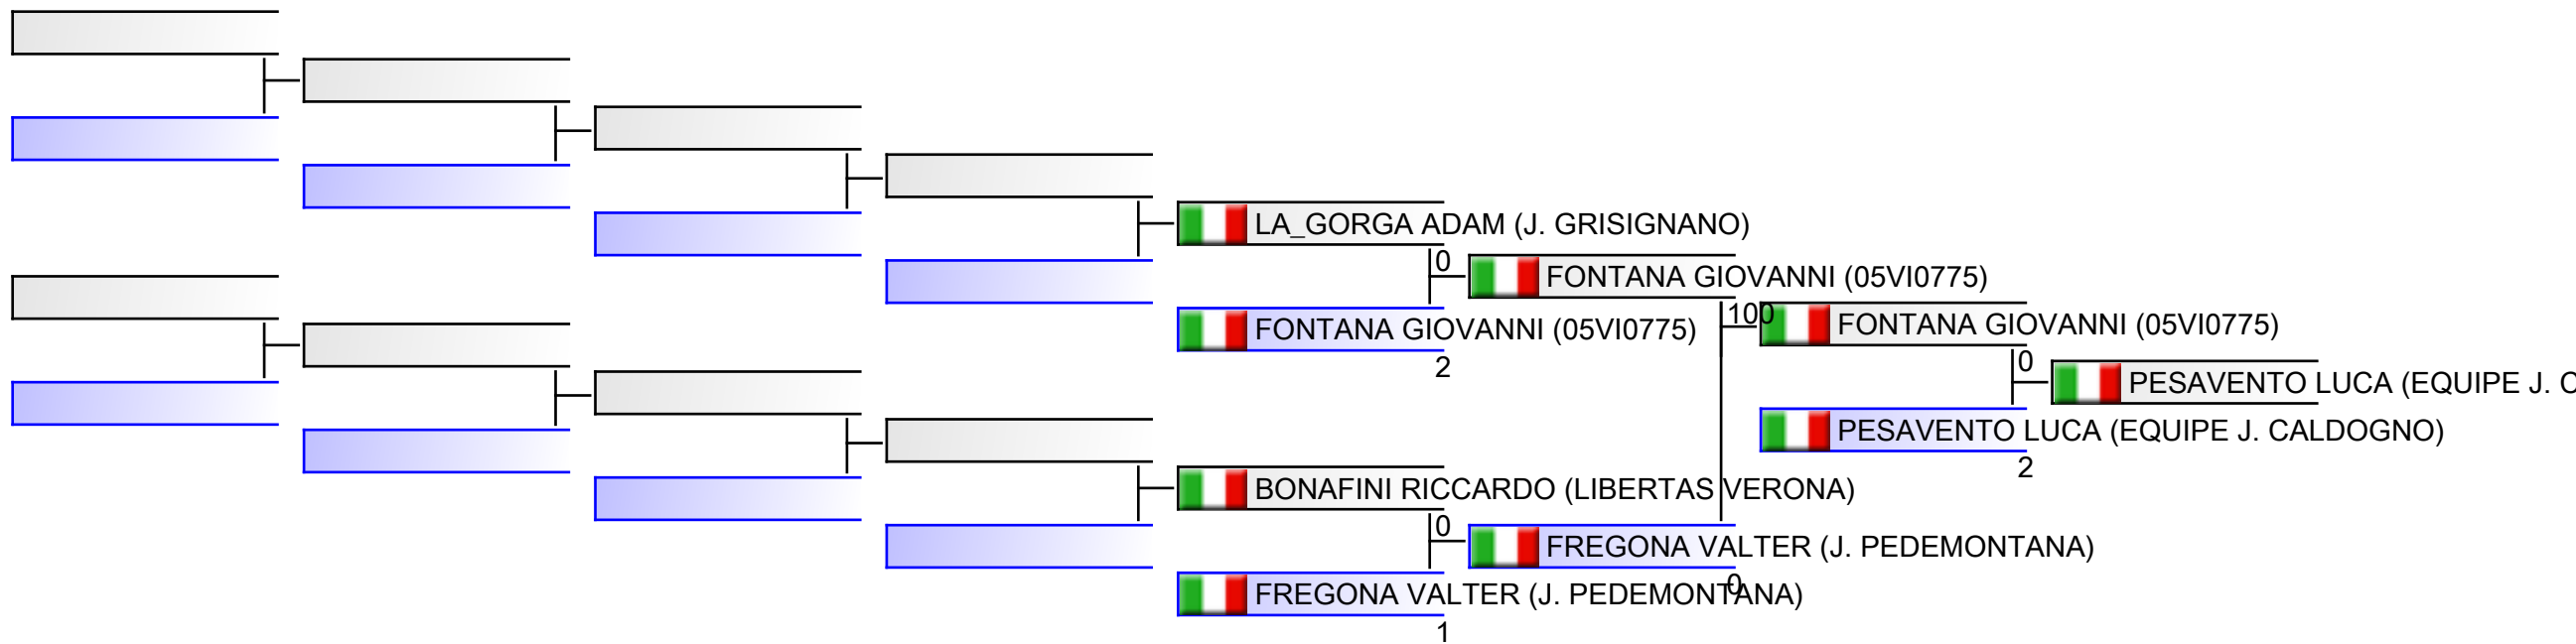 LA_GORGA ADAM (J. GRISIGNANO)
0
FONTANA GIOVANNI (05VI0775)
100
FONTANA GIOVANNI (05VI0775)
FONTANA GIOVANNI (05VI0775)
2
0
PESAVENTO LUCA (EQUIPE J. C
PESAVENTO LUCA (EQUIPE J. CALDOGNO)
2
BONAFINI RICCARDO (LIBERTAS VERONA)
0
FREGONA VALTER (J. PEDEMONTANA)
0
FREGONA VALTER (J. PEDEMONTANA)
1